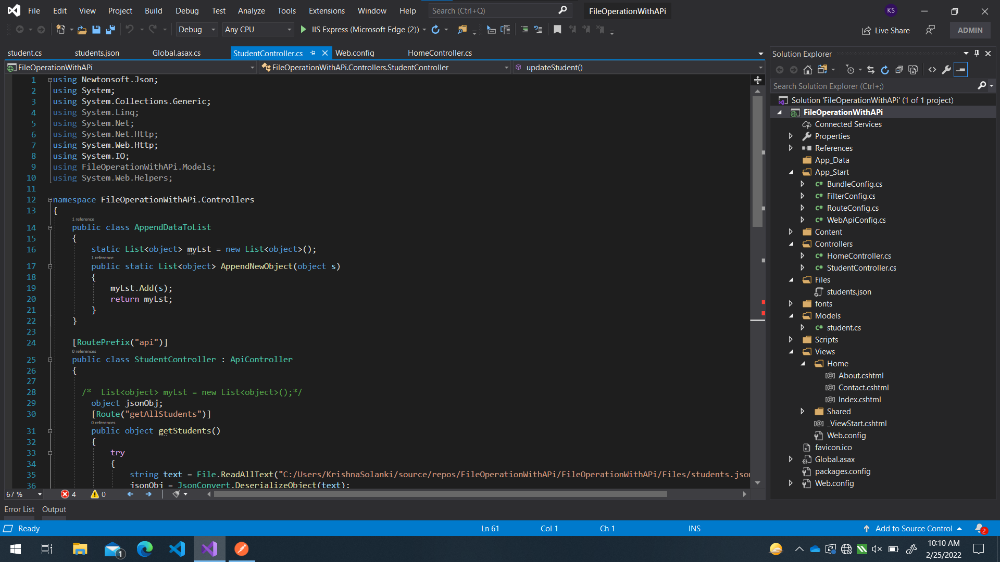 File Edit View Project Build Debug Test Analyze Tools Extensions Window Help Search (Ctrl+Q) FileOperationWithAPi KS
Debug Any CPU IIS Express (Microsoft Edge (2)) Live Share ADMIN
student.cs students.json Global.asax.cs StudentController.cs Web.config HomeController.cs
FileOperationWithAPi FileOperationWithAPi.Controllers.StudentController updateStudent()
1 using Newtonsoft.Json;
2 using System;
3 using System.Collections.Generic;
4 using System.Linq;
5 using System.Net;
6 using System.Net.Http;
7 using System.Web.Http;
8 using System.IO;
9 using FileOperationWithAPi.Models;
10 using System.Web.Helpers;
11
12 namespace FileOperationWithAPi.Controllers
13 {
1 reference
14 public class AppendDataToList
15 {
16 static List<object> myLst = new List<object>();
1 reference
17 public static List<object> AppendNewObject(object s)
18 {
19 myLst.Add(s);
20 return myLst;
21 }
22 }
23
24 [RoutePrefix("api")]
0 references
25 public class StudentController : ApiController
26 {
27
28 /* List<object> myLst = new List<object>();*/
29 object jsonObj;
30 [Route("getAllStudents")]
0 references
31 public object getStudents()
32 {
33 try
34 {
35 string text = File.ReadAllText("C:/Users/KrishnaSolanki/source/repos/FileOperationWithAPi/FileOperationWithAPi/Files/students.json
36 jsonObj = JsonConvert.DeserializeObject(text);
67 % 4 0
Error List Output
Ready Ln 61 Col 1 Ch 1 INS Add to Source Control 2
Solution Explorer
Search Solution Explorer (Ctrl+;)
Solution 'FileOperationWithAPi' (1 of 1 project)
FileOperationWithAPi
Connected Services
Properties
References
App_Data
App_Start
C# BundleConfig.cs
C# FilterConfig.cs
C# RouteConfig.cs
C# WebApiConfig.cs
Content
Controllers
C# HomeController.cs
C# StudentController.cs
Files
students.json
fonts
Models
C# student.cs
Scripts
Views
Home
[@] About.cshtml
[@] Contact.cshtml
[@] Index.cshtml
Shared
[@] _ViewStart.cshtml
Web.config
favicon.ico
Global.asax
packages.config
Web.config
1
10:10 AM
2/25/2022